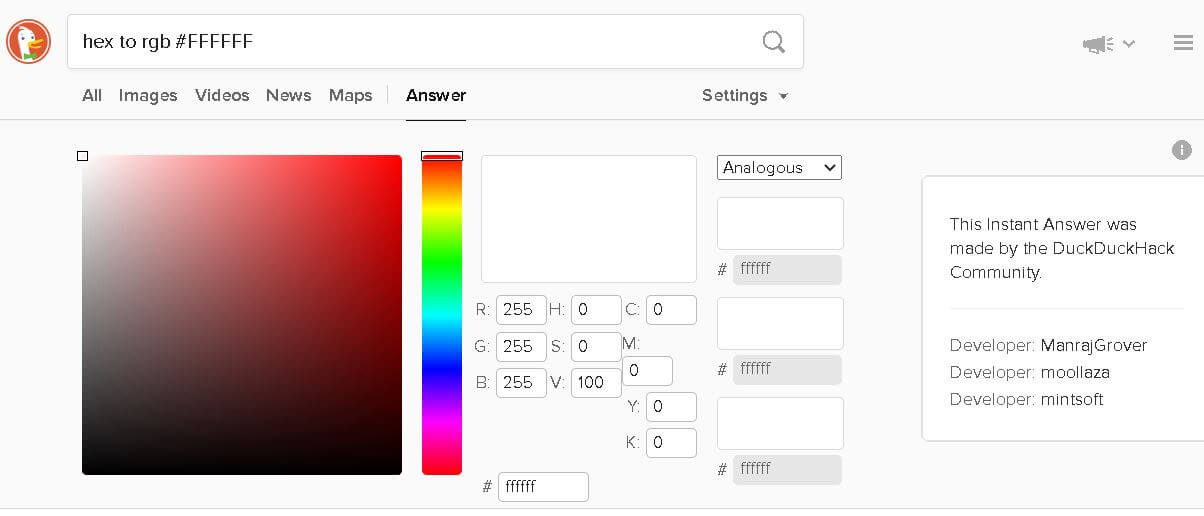 hex to rgb #FFFFFF
All Images Videos News Maps Answer Settings
Analogous
# ffffff
R: 255 H: 0 C: 0
G: 255 S: 0 M: 0
B: 255 V: 100
Y: 0
K: 0
# ffffff
# ffffff
# ffffff
# ffffff
This Instant Answer was
made by the DuckDuckHack
Community.
Developer: ManrajGrover
Developer: moollaza
Developer: mintsoft